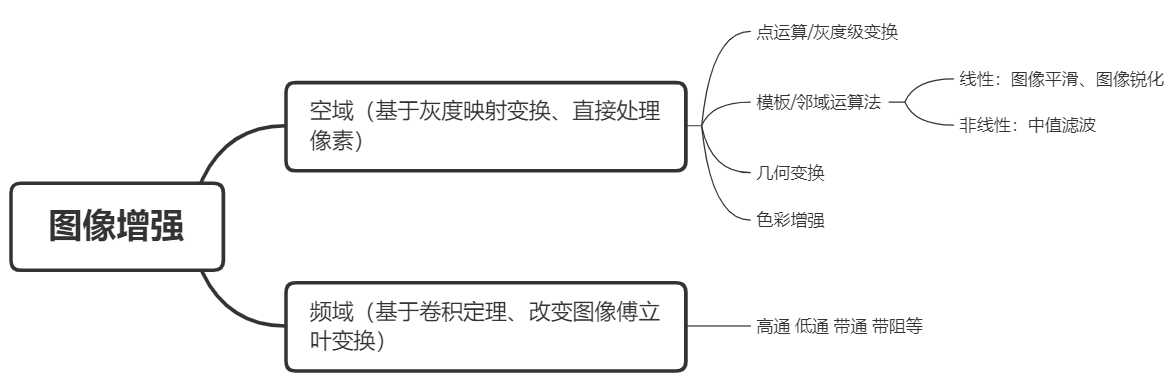 图像增强
空域（基于灰度映射变换、直接处理
像素）
点运算/灰度级变换
模板/邻域运算法
线性：图像平滑、图像锐化
非线性：中值滤波
几何变换
色彩增强
频域（基于卷积定理、改变图像傅立
叶变换）
高通 低通 带通 带阻等